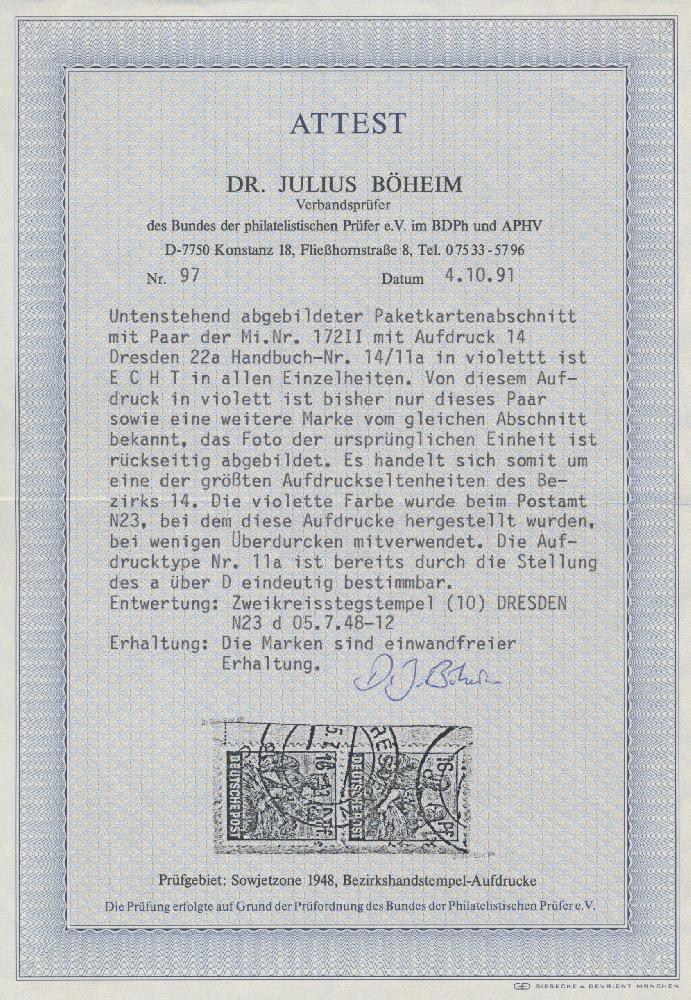 ATTEST
DR. JULIUS BÖHEIM
Verbandsprüfer
des Bundes der philatelistischen Prüfer e.V. im BDPh und APHV
D-7750 Konstanz 18, Fließhornstraße 8, Tel. 07533-5796
Nr. 97 Datum 4.10.91
Untenstehend abgebildeter Paketkartenabschnitt
mit Paar der Mi.Nr. 172II mit Aufdruck 14
Dresden 22a Handbuch-Nr. 14/11a in violettt ist
E C H T in allen Einzelheiten. Von diesem Auf-
druck in violett ist bisher nur dieses Paar
sowie eine weitere Marke vom gleichen Abschnitt
bekannt, das Foto der ursprünglichen Einheit ist
rückseitig abgebildet. Es handelt sich somit um
eine der größten Aufdruckseltenheiten des Be-
zirks 14. Die violette Farbe wurde beim Postamt
N23, bei dem diese Aufdrucke hergestellt wurden,
bei wenigen Überdurcken mitverwendet. Die Auf-
drucktype Nr. 11a ist bereits durch die Stellung
des a über D eindeutig bestimmbar.
Entwertung: Zweikreisstegstempel (10) DRESDEN
N23 d 05.7.48-12
Erhaltung: Die Marken sind einwandfreier
Erhaltung.
Dr. J. Böheim
DEUTSCHE POST
DEUTSCHE POST
Prüfgebiet: Sowjetzone 1948, Bezirkshandstempel-Aufdrucke
Die Prüfung erfolgte auf Grund der Prüfordnung des Bundes der Philatelistischen Prüfer e.V.
GIESECKE & DEVRIENT MÜNCHEN